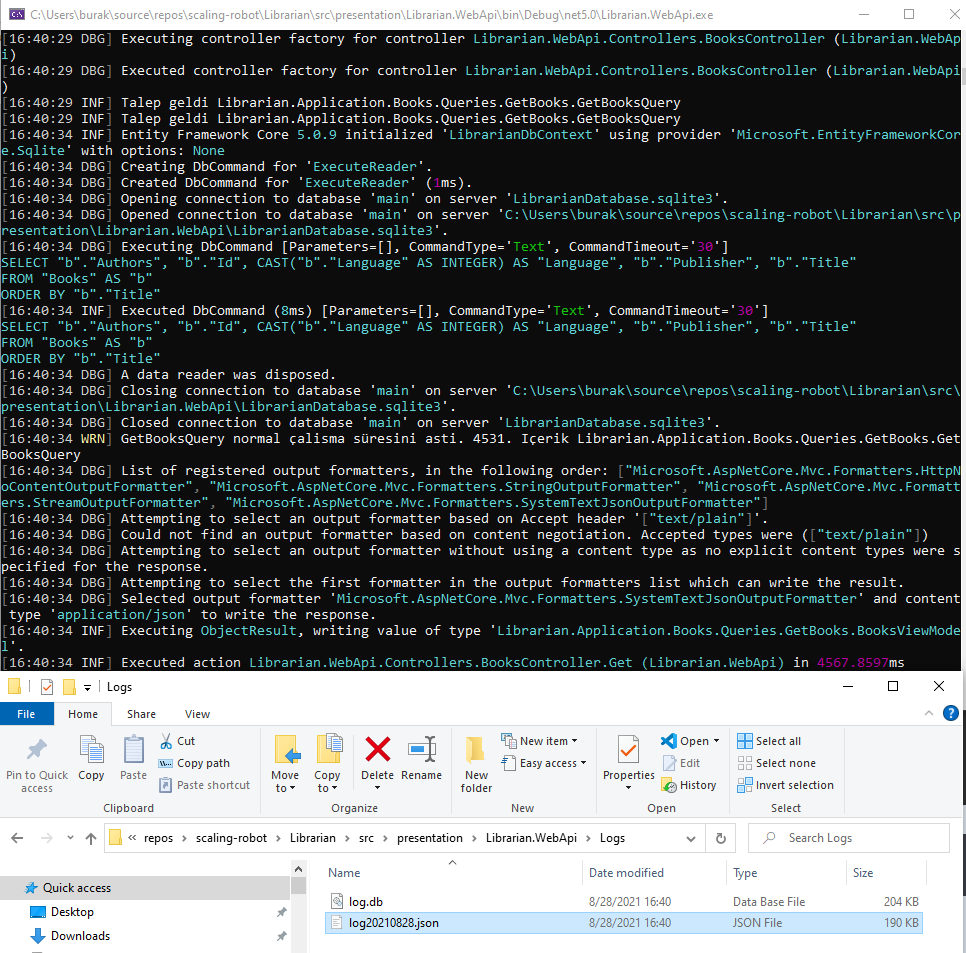 C:\Users\burak\source\repos\scaling-robot\Librarian\src\presentation\Librarian.WebApi\bin\Debug\net5.0\Librarian.WebApi.exe
[16:40:29 DBG] Executing controller factory for controller Librarian.WebApi.Controllers.BooksController (Librarian.WebAp
i)
[16:40:29 DBG] Executed controller factory for controller Librarian.WebApi.Controllers.BooksController (Librarian.WebApi
)
[16:40:29 INF] Talep geldi Librarian.Application.Books.Queries.GetBooks.GetBooksQuery
[16:40:29 INF] Talep geldi Librarian.Application.Books.Queries.GetBooks.GetBooksQuery
[16:40:34 INF] Entity Framework Core 5.0.9 initialized 'LibrarianDbContext' using provider 'Microsoft.EntityFrameworkCor
e.Sqlite' with options: None
[16:40:34 DBG] Creating DbCommand for 'ExecuteReader'.
[16:40:34 DBG] Created DbCommand for 'ExecuteReader' (1ms).
[16:40:34 DBG] Opening connection to database 'main' on server 'LibrarianDatabase.sqlite3'.
[16:40:34 DBG] Opened connection to database 'main' on server 'C:\Users\burak\source\repos\scaling-robot\Librarian\src\p
resentation\Librarian.WebApi\LibrarianDatabase.sqlite3'.
[16:40:34 DBG] Executing DbCommand [Parameters=[], CommandType='Text', CommandTimeout='30']
SELECT "b"."Authors", "b"."Id", CAST("b"."Language" AS INTEGER) AS "Language", "b"."Publisher", "b"."Title"
FROM "Books" AS "b"
ORDER BY "b"."Title"
[16:40:34 INF] Executed DbCommand (8ms) [Parameters=[], CommandType='Text', CommandTimeout='30']
SELECT "b"."Authors", "b"."Id", CAST("b"."Language" AS INTEGER) AS "Language", "b"."Publisher", "b"."Title"
FROM "Books" AS "b"
ORDER BY "b"."Title"
[16:40:34 DBG] A data reader was disposed.
[16:40:34 DBG] Closing connection to database 'main' on server 'C:\Users\burak\source\repos\scaling-robot\Librarian\src\
presentation\Librarian.WebApi\LibrarianDatabase.sqlite3'.
[16:40:34 DBG] Closed connection to database 'main' on server 'LibrarianDatabase.sqlite3'.
[16:40:34 WRN] GetBooksQuery normal çalisma süresini asti. 4531. Içerik Librarian.Application.Books.Queries.GetBooks.Get
BooksQuery
[16:40:34 DBG] List of registered output formatters, in the following order: ["Microsoft.AspNetCore.Mvc.Formatters.HttpN
oContentOutputFormatter", "Microsoft.AspNetCore.Mvc.Formatters.StringOutputFormatter", "Microsoft.AspNetCore.Mvc.Formatt
ers.StreamOutputFormatter", "Microsoft.AspNetCore.Mvc.Formatters.SystemTextJsonOutputFormatter"]
[16:40:34 DBG] Attempting to select an output formatter based on Accept header '["text/plain"]'.
[16:40:34 DBG] Could not find an output formatter based on content negotiation. Accepted types were (["text/plain"])
[16:40:34 DBG] Attempting to select an output formatter without using a content type as no explicit content types were s
pecified for the response.
[16:40:34 DBG] Attempting to select the first formatter in the output formatters list which can write the result.
[16:40:34 DBG] Selected output formatter 'Microsoft.AspNetCore.Mvc.Formatters.SystemTextJsonOutputFormatter' and content
 type 'application/json' to write the response.
[16:40:34 INF] Executing ObjectResult, writing value of type 'Librarian.Application.Books.Queries.GetBooks.BooksViewMode
l'.
[16:40:34 INF] Executed action Librarian.WebApi.Controllers.BooksController.Get (Librarian.WebApi) in 4567.8597ms
Logs
File Home Share View
Pin to Quick access
Copy
Paste
Cut
Copy path
Paste shortcut
Clipboard
Move to
Copy to
Delete
Rename
Organize
New folder
New item
Easy access
New
Properties
Open
Edit
History
Open
Select all
Select none
Invert selection
Select
« repos › scaling-robot › Librarian › src › presentation › Librarian.WebApi › Logs
Search Logs
Quick access
Desktop
Downloads
Name Date modified Type Size
log.db 8/28/2021 16:40 Data Base File 204 KB
log20210828.json 8/28/2021 16:40 JSON File 190 KB